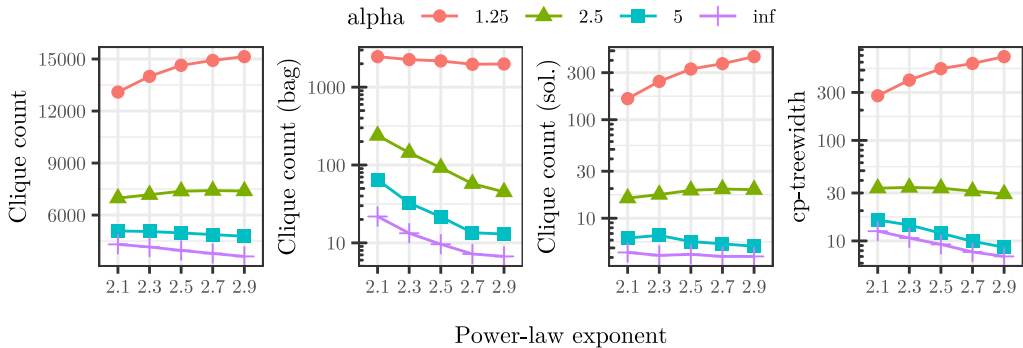 alpha 1.25 2.5 5 inf
Clique count
15000
12000
9000
6000
2.1 2.3 2.5 2.7 2.9
Clique count (bag)
1000
100
10
2.1 2.3 2.5 2.7 2.9
Clique count (sol.)
300
100
30
10
2.1 2.3 2.5 2.7 2.9
cp-treewidth
300
100
30
10
2.1 2.3 2.5 2.7 2.9
Power-law exponent